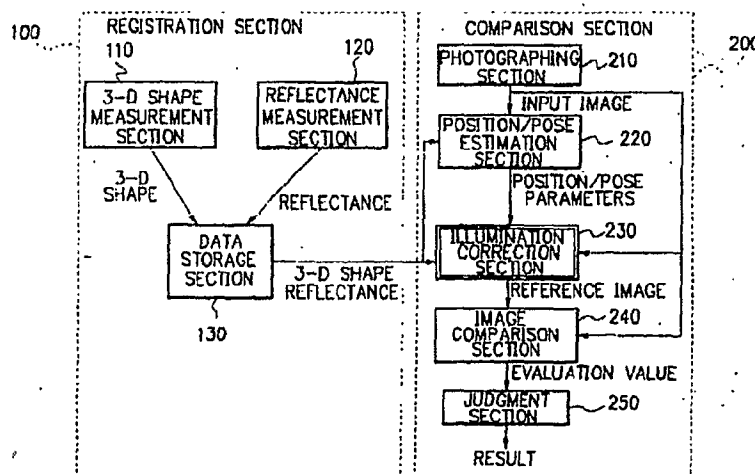 100
REGISTRATION SECTION
110
120
3-D SHAPE
MEASUREMENT
SECTION
REFLECTANCE
MEASUREMENT
SECTION
3-D
SHAPE
REFLECTANCE
DATA
STORAGE
SECTION
130
3-D SHAPE
REFLECTANCE
COMPARISON SECTION
200
PHOTOGRAPHING
SECTION
210
INPUT IMAGE
POSITION/POSE
ESTIMATION
SECTION
220
POSITION/POSE
PARAMETERS
ILLUMINATION
CORRECTION
SECTION
230
REFERENCE IMAGE
IMAGE
COMPARISON
SECTION
240
EVALUATION VALUE
JUDGMENT
SECTION
250
RESULT